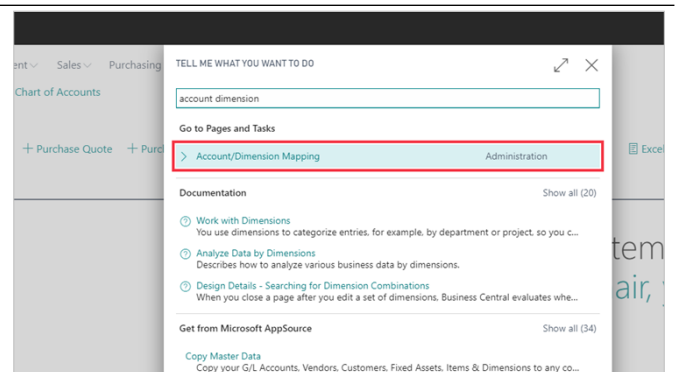 TELL ME WHAT YOU WANT TO DO
ent Sales Purchasing
Chart of Accounts
account dimension
Go to Pages and Tasks
+ Purchase Quote + Purc
> Account/Dimension Mapping Administration
Excel
Documentation Show all (20)
Work with Dimensions
You use dimensions to categorize entries, for example, by department or project, so you c...
Analyze Data by Dimensions
Describes how to analyze various business data by dimensions.
Design Details - Searching for Dimension Combinations
When you close a page after you edit a set of dimensions, Business Central evaluates whe...
tem
air,
Get from Microsoft AppSource Show all (34)
Copy Master Data
Copy your G/L Accounts, Vendors, Customers, Fixed Assets, Items & Dimensions to any co...